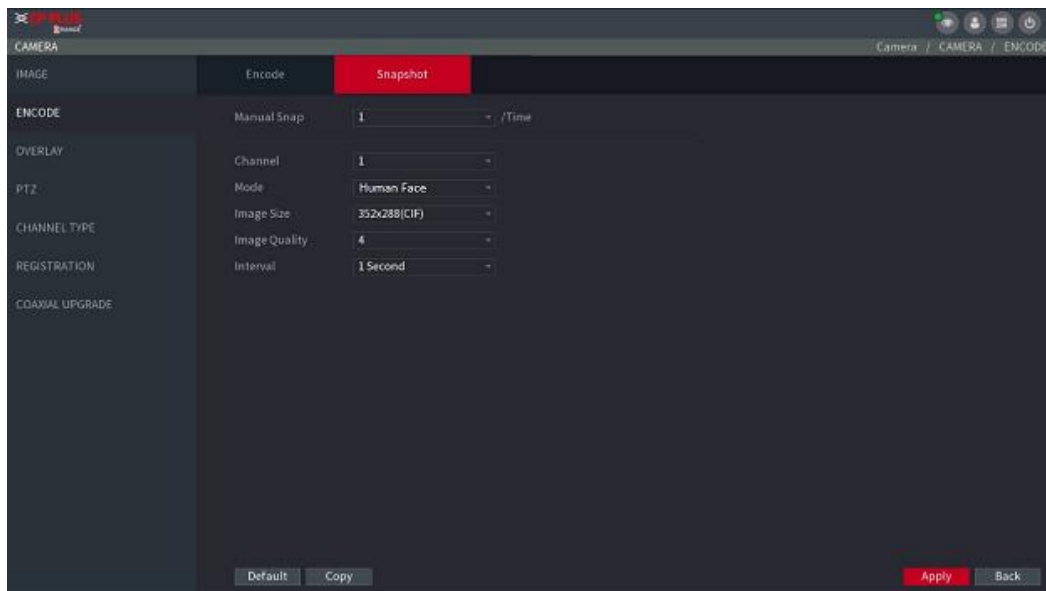 CP PLUS
CAMERA
Camera / CAMERA / ENCODE
IMAGE
Encode
Snapshot
ENCODE
Manual Snap
1
/Time
OVERLAY
Channel
1
PTZ
Mode
Human Face
Image Size
352x288(CIF)
CHANNEL TYPE
Image Quality
4
REGISTRATION
Interval
1 Second
COAXIAL UPGRADE
Default
Copy
Apply
Back